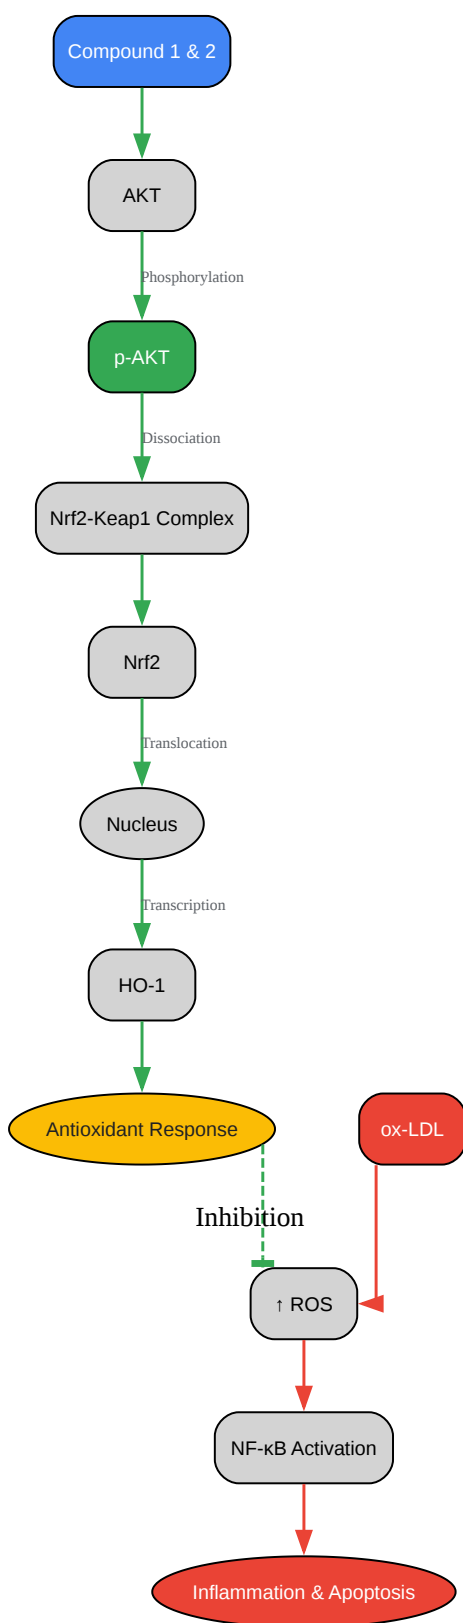 Compound 1 & 2
AKT
Phosphorylation
p-AKT
Dissociation
Nrf2-Keap1 Complex
Nrf2
Translocation
Nucleus
Transcription
HO-1
Antioxidant Response
ox-LDL
Inhibition
↑ ROS
NF-κB Activation
Inflammation & Apoptosis